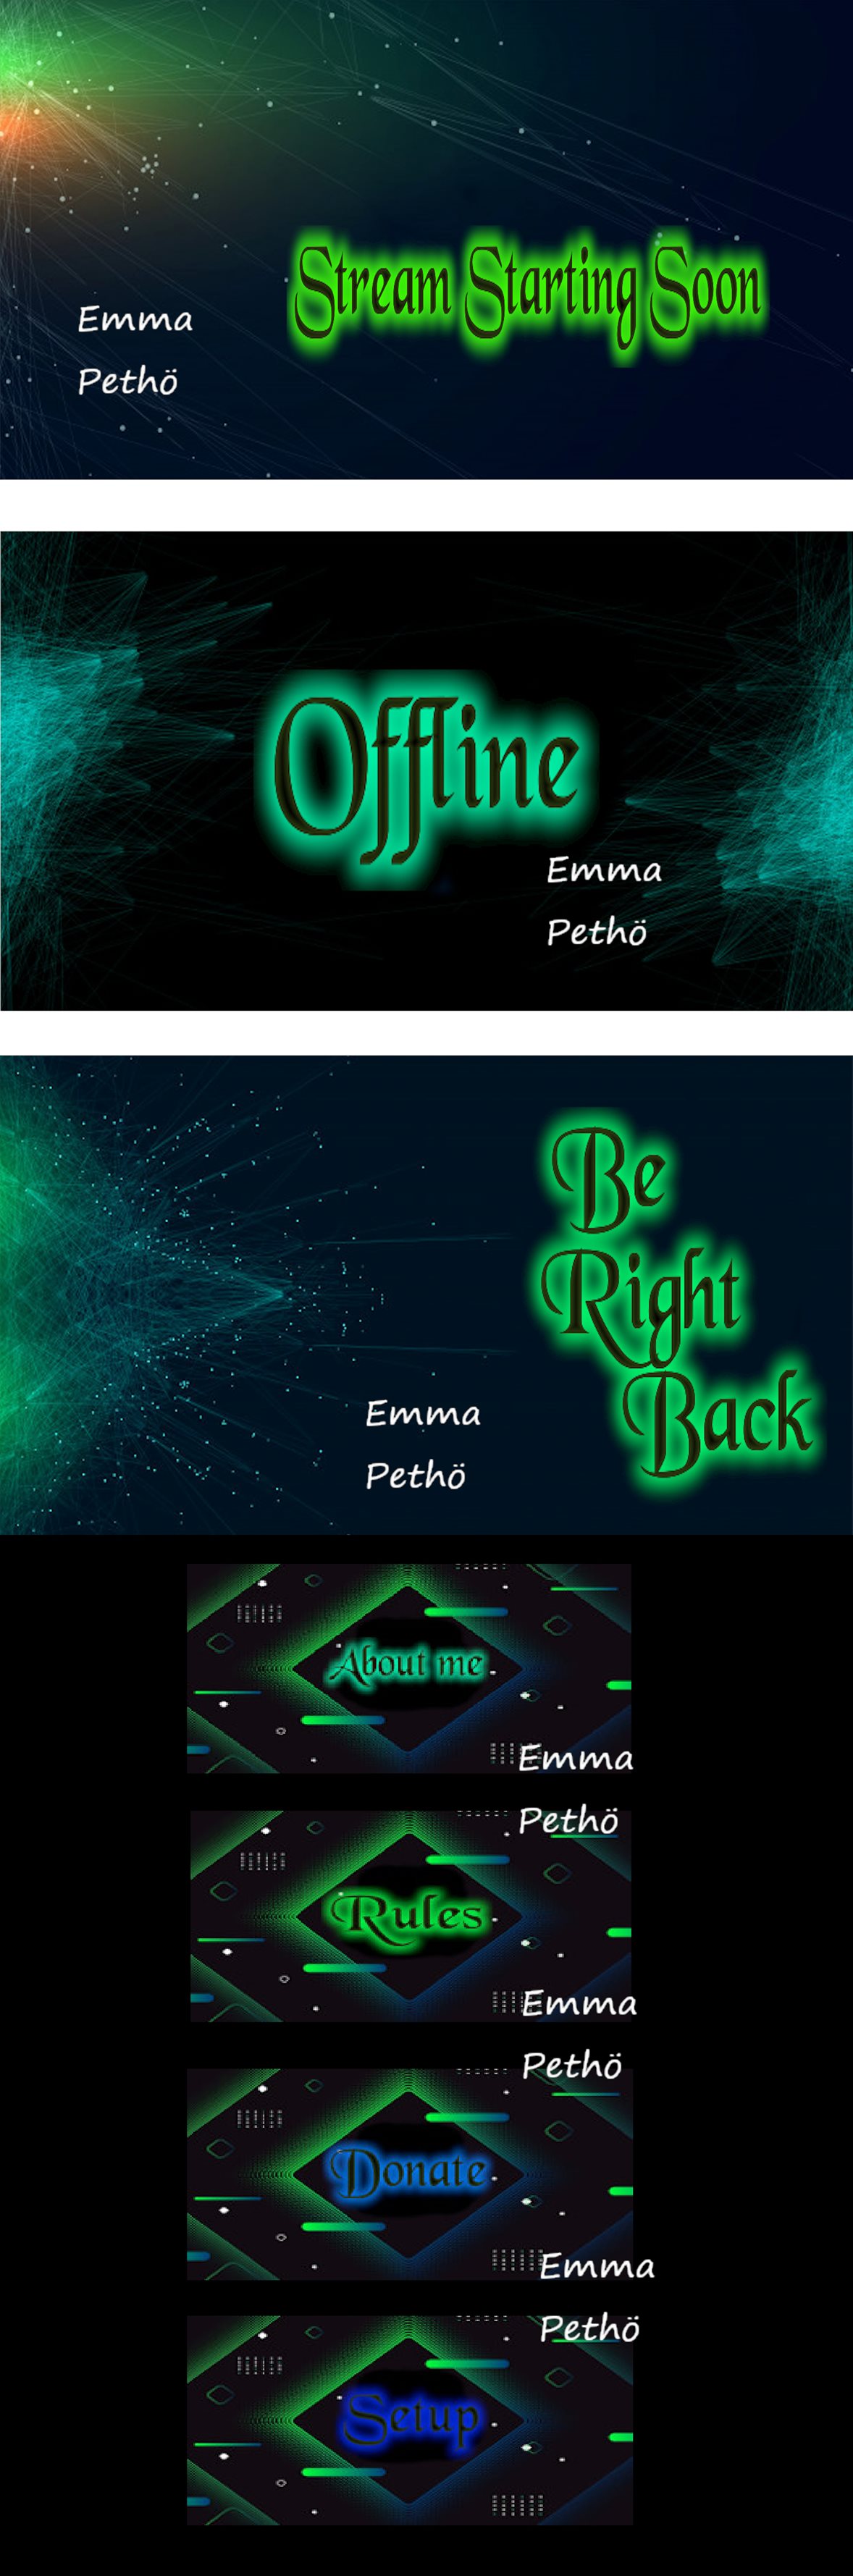 Stream Starting Soon
Emma
Pethö
Offline
Emma
Pethö
Be
Right
Back
Emma
Pethö
About me
Emma
Pethö
Rules
Emma
Pethö
Donate
Emma
Pethö
Setup